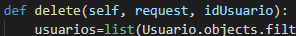 def delete(self, request, idUsuario):
usuarios=list(Usuario.objects.filt